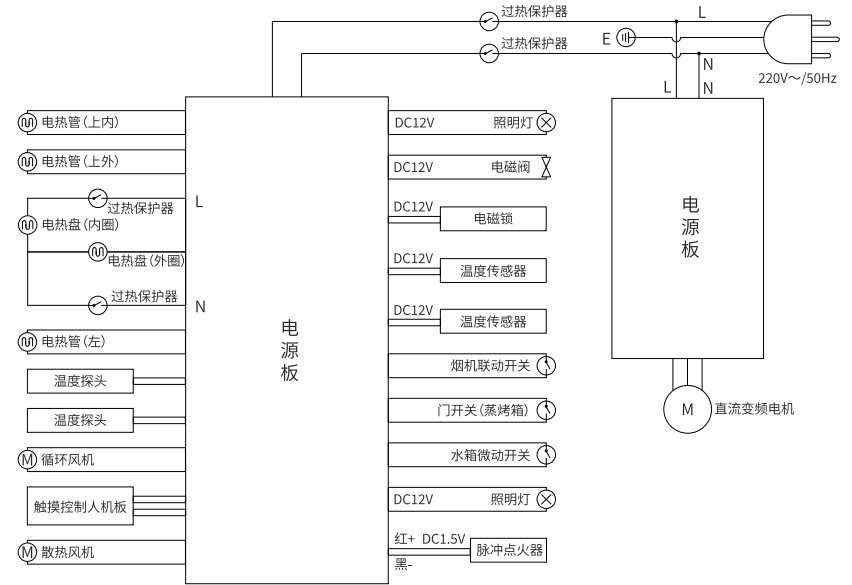 过热保护器
L
过热保护器
E
N
220V～/50Hz
L
N
电热管(上内)
DC12V
照明灯
电热管(上外)
DC12V
电磁阀
过热保护器
L
DC12V
电磁锁
电热盘(内圈)
电热盘(外圈)
DC12V
温度传感器
过热保护器
N
DC12V
温度传感器
电源板
电源板
电热管(左)
烟机联动开关
温度探头
门开关(蒸烤箱)
M
直流变频电机
温度探头
水箱微动开关
M
循环风机
DC12V
照明灯
触摸控制人机板
红+ DC1.5V
脉冲点火器
黑-
M
散热风机